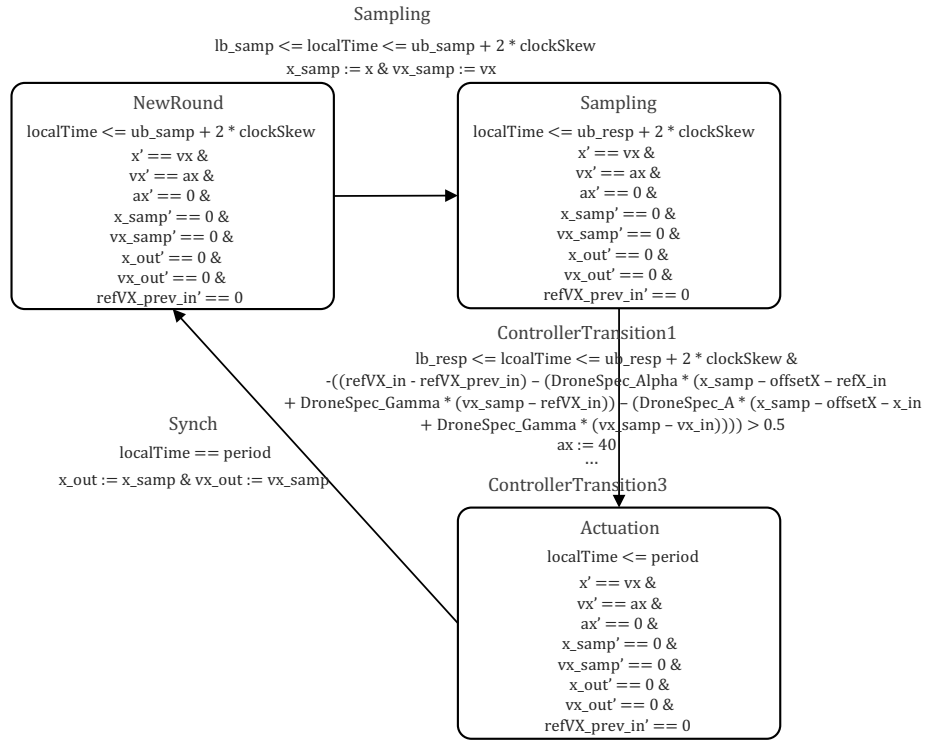 Sampling
lb_samp <= localTime <= ub_samp + 2 * clockSkew
x_samp := x & vx_samp := vx
NewRound
localTime <= ub_samp + 2 * clockSkew
x’ == vx &
vx’ == ax &
ax’ == 0 &
x_samp’ == 0 &
vx_samp’ == 0 &
x_out’ == 0 &
vx_out’ == 0 &
refVX_prev_in’ == 0
Sampling
localTime <= ub_resp + 2 * clockSkew
x’ == vx &
vx’ == ax &
ax’ == 0 &
x_samp’ == 0 &
vx_samp’ == 0 &
x_out’ == 0 &
vx_out’ == 0 &
refVX_prev_in’ == 0
ControllerTransition1
lb_resp <= lcoalTime <= ub_resp + 2 * clockSkew &
-((refVX_in - refVX_prev_in) – (DroneSpec_Alpha * (x_samp – offsetX – refX_in
+ DroneSpec_Gamma * (vx_samp – refVX_in)) – (DroneSpec_A * (x_samp – offsetX – x_in
+ DroneSpec_Gamma * (vx_samp – vx_in)))) > 0.5
ax := 40
...
ControllerTransition3
Synch
localTime == period
x_out := x_samp & vx_out := vx_samp
Actuation
localTime <= period
x’ == vx &
vx’ == ax &
ax’ == 0 &
x_samp’ == 0 &
vx_samp’ == 0 &
x_out’ == 0 &
vx_out’ == 0 &
refVX_prev_in’ == 0